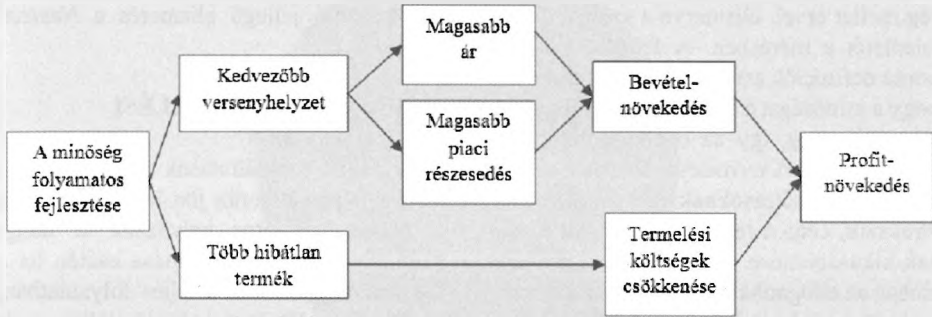 A minőség
folyamatos
fejlesztése
Kedvezőbb
versenyhelyzet
Több hibátlan
termék
Magasabb
ár
Magasabb
piaci
részesedés
Bevétel-
növekedés
Termelési
költségek
csökkenése
Profit-
növekedés